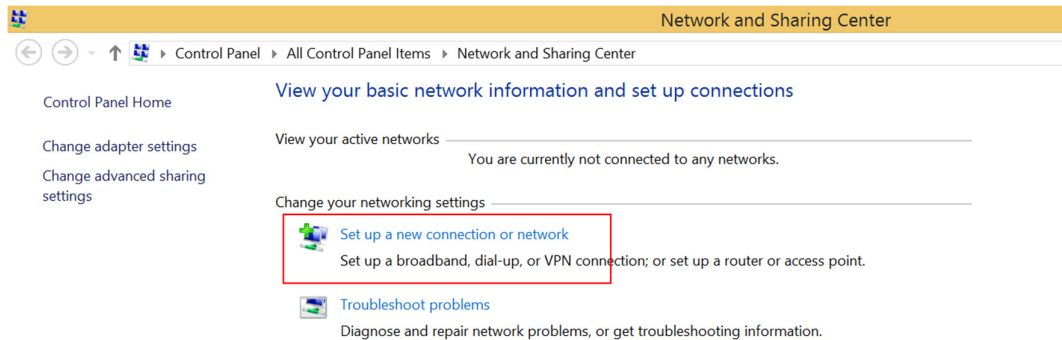 Network and Sharing Center
Control Panel All Control Panel Items Network and Sharing Center
Control Panel Home
Change adapter settings
Change advanced sharing
settings
View your basic network information and set up connections
View your active networks
You are currently not connected to any networks.
Change your networking settings
Set up a new connection or network
Set up a broadband, dial-up, or VPN connection; or set up a router or access point.
Troubleshoot problems
Diagnose and repair network problems, or get troubleshooting information.